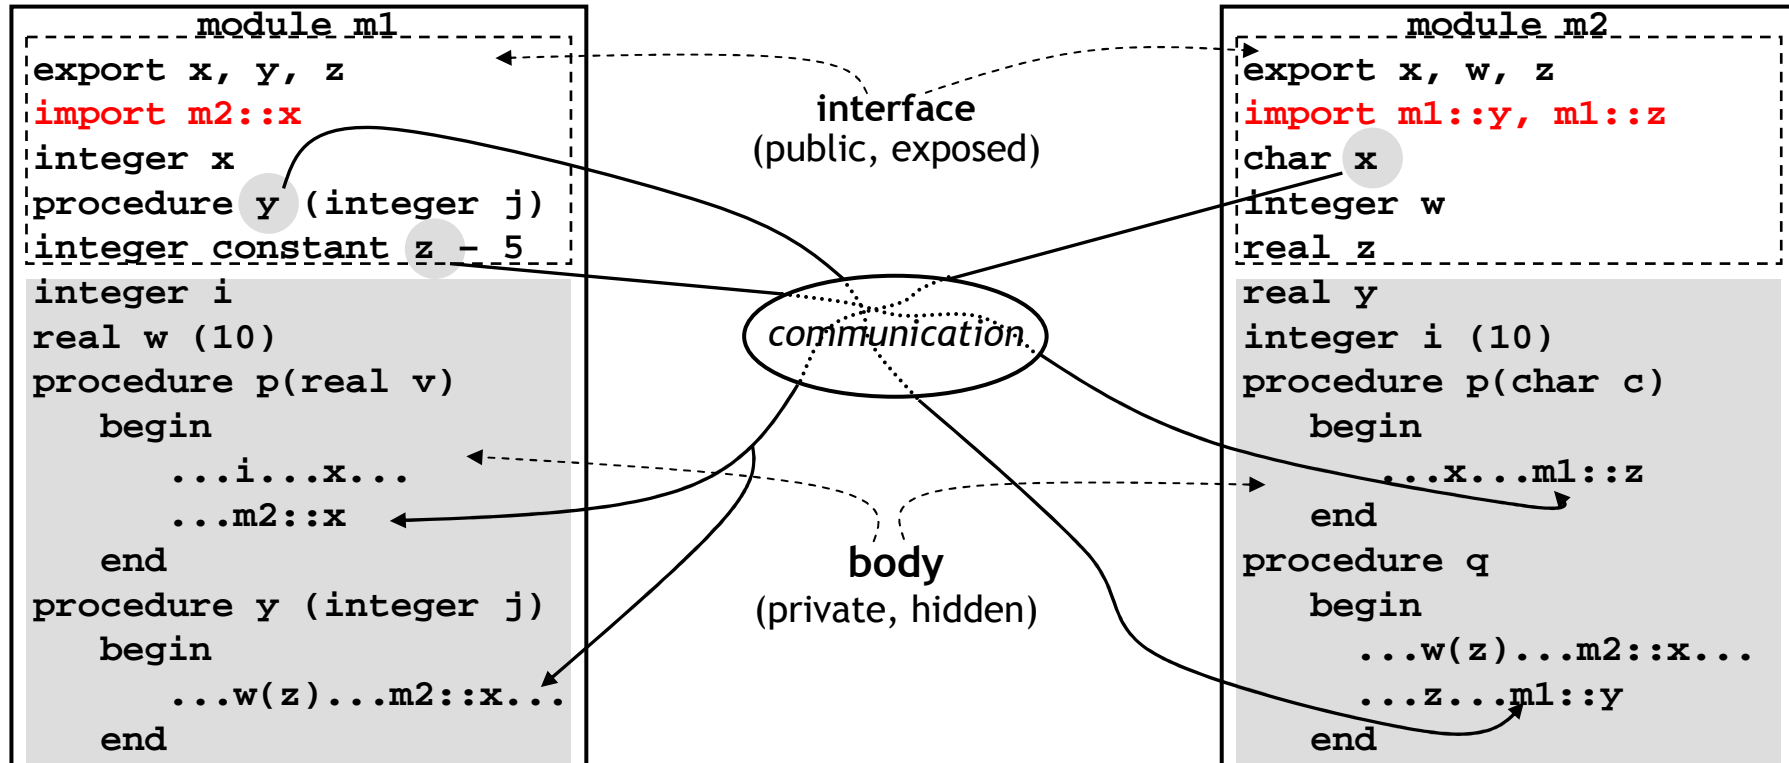 module m1
export x, y, z
import m2::x
integer x
procedure y (integer j)
integer constant z - 5
integer i
real w (10)
procedure p(real v)
begin
...i...x...
...m2::x
end
procedure y (integer j)
begin
...w(z)...m2::x...
end
interface
(public, exposed)
communication
body
(private, hidden)
module m2
export x, w, z
import m1::y, m1::z
char x
integer w
real z
real y
integer i (10)
procedure p(char c)
begin
...x...m1::z
end
procedure q
begin
...w(z)...m2::x...
...z...m1::y
end